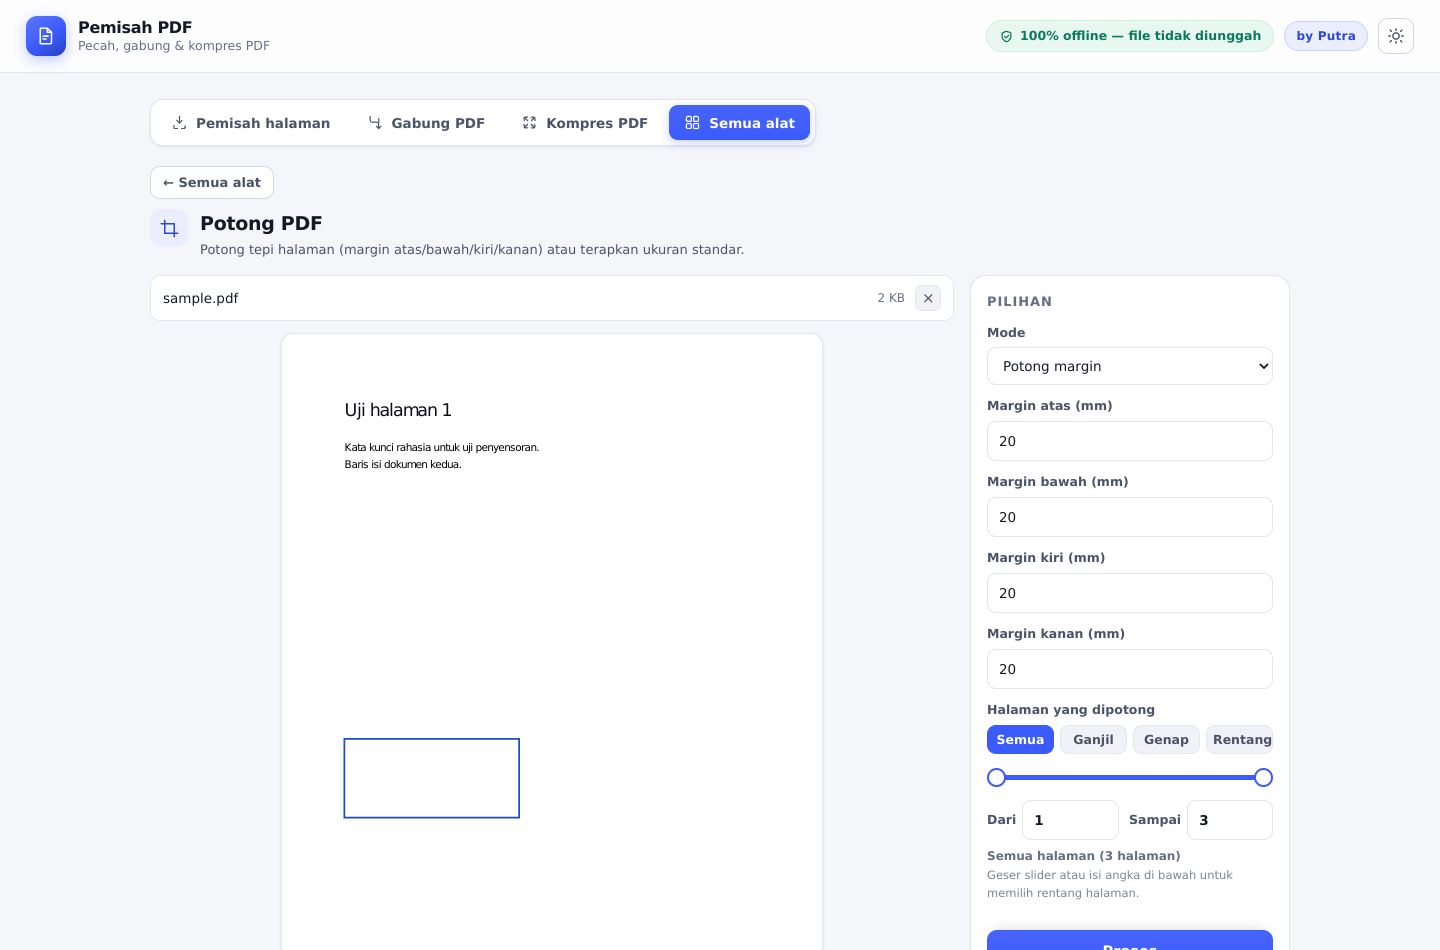 Pemisah PDF
Pecah, gabung & kompres PDF
100% offline — file tidak diunggah
by Putra
Pemisah halaman
Gabung PDF
Kompres PDF
Semua alat
← Semua alat
Potong PDF
Potong tepi halaman (margin atas/bawah/kiri/kanan) atau terapkan ukuran standar.
sample.pdf
2 KB
Uji halaman 1
Kata kunci rahasia untuk uji penyensoran.
Baris isi dokumen kedua.
PILIHAN
Mode
Potong margin
Margin atas (mm)
20
Margin bawah (mm)
20
Margin kiri (mm)
20
Margin kanan (mm)
20
Halaman yang dipotong
Semua
Ganjil
Genap
Rentang
Dari
1
Sampai
3
Semua halaman (3 halaman)
Geser slider atau isi angka di bawah untuk
memilih rentang halaman.
Proses